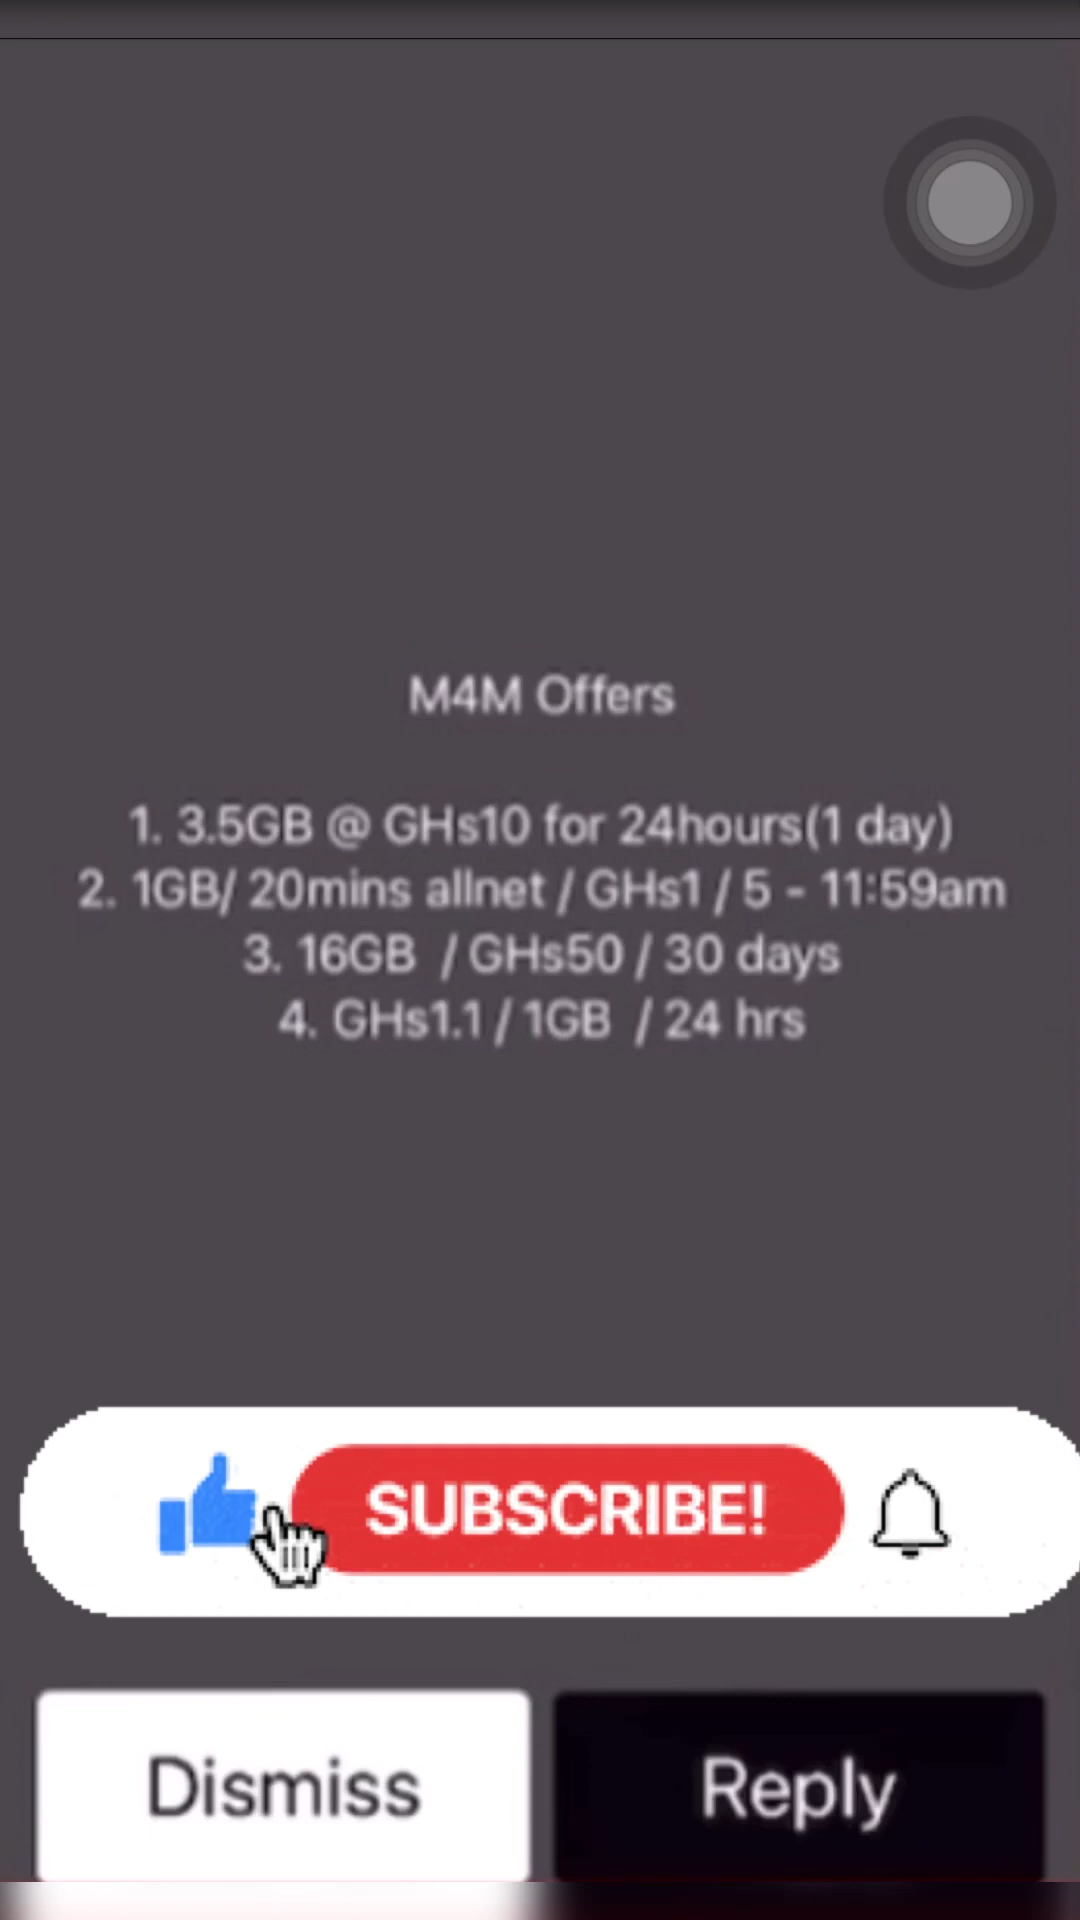 M4M Offers
1. 3.5GB @ GHs10 for 24hours(1 day)
2. 1GB/ 20mins allnet / GHs1 / 5 - 11:59am
3. 16GB / GHs50 / 30 days
4. GHs1.1 / 1GB / 24 hrs
SUBSCRIBE!
Dismiss
Reply